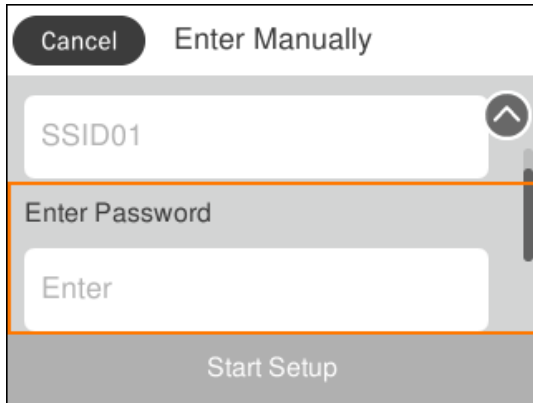 Cancel Enter Manually
SSID01
Enter Password
Enter
Start Setup